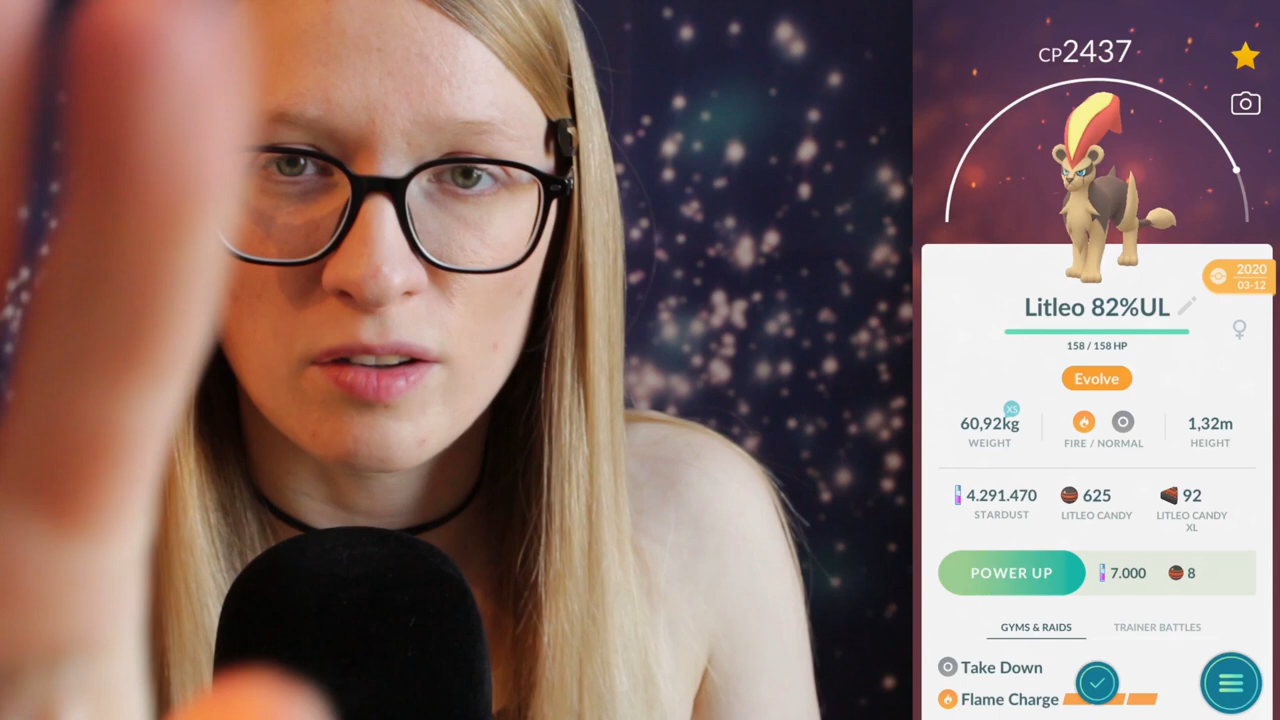 CP2437
2020
03-12
Litleo 82%UL
158 / 158 HP
Evolve
XS
60,92kg
WEIGHT
FIRE / NORMAL
1,32m
HEIGHT
4.291.470
STARDUST
625
LITLEO CANDY
92
LITLEO CANDY
XL
POWER UP
7.000
8
GYMS & RAIDS
TRAINER BATTLES
Take Down
Flame Charge